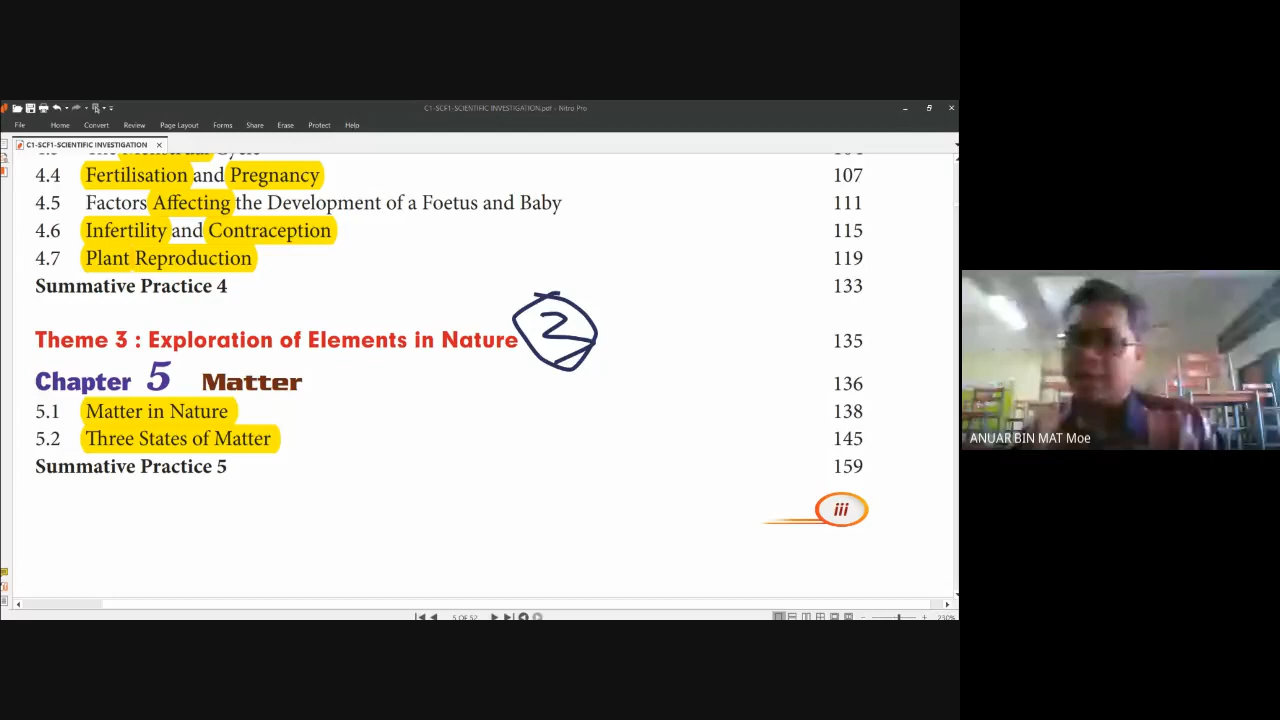 C1-SCF1-SCIENTIFIC INVESTIGATION.pdf - Nitro Pro
File Home Convert Review Page Layout Forms Share Erase Protect Help
C1-SCF1-SCIENTIFIC INVESTIGATION
4.4 Fertilisation and Pregnancy 107
4.5 Factors Affecting the Development of a Foetus and Baby 111
4.6 Infertility and Contraception 115
4.7 Plant Reproduction 119
Summative Practice 4 133
2
Theme 3 : Exploration of Elements in Nature 135
Chapter 5 Matter 136
5.1 Matter in Nature 138
5.2 Three States of Matter 145
Summative Practice 5 159
iii
5 OF 52
230%
ANUAR BIN MAT Moe